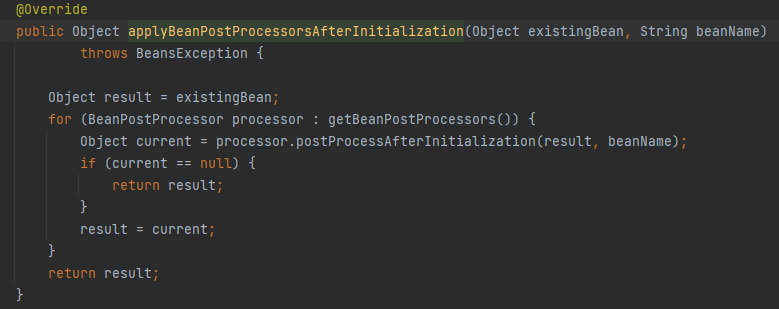 @Override
public Object applyBeanPostProcessorsAfterInitialization(Object existingBean, String beanName)
        throws BeansException {

    Object result = existingBean;
    for (BeanPostProcessor processor : getBeanPostProcessors()) {
        Object current = processor.postProcessAfterInitialization(result, beanName);
        if (current == null) {
            return result;
        }
        result = current;
    }
    return result;
}